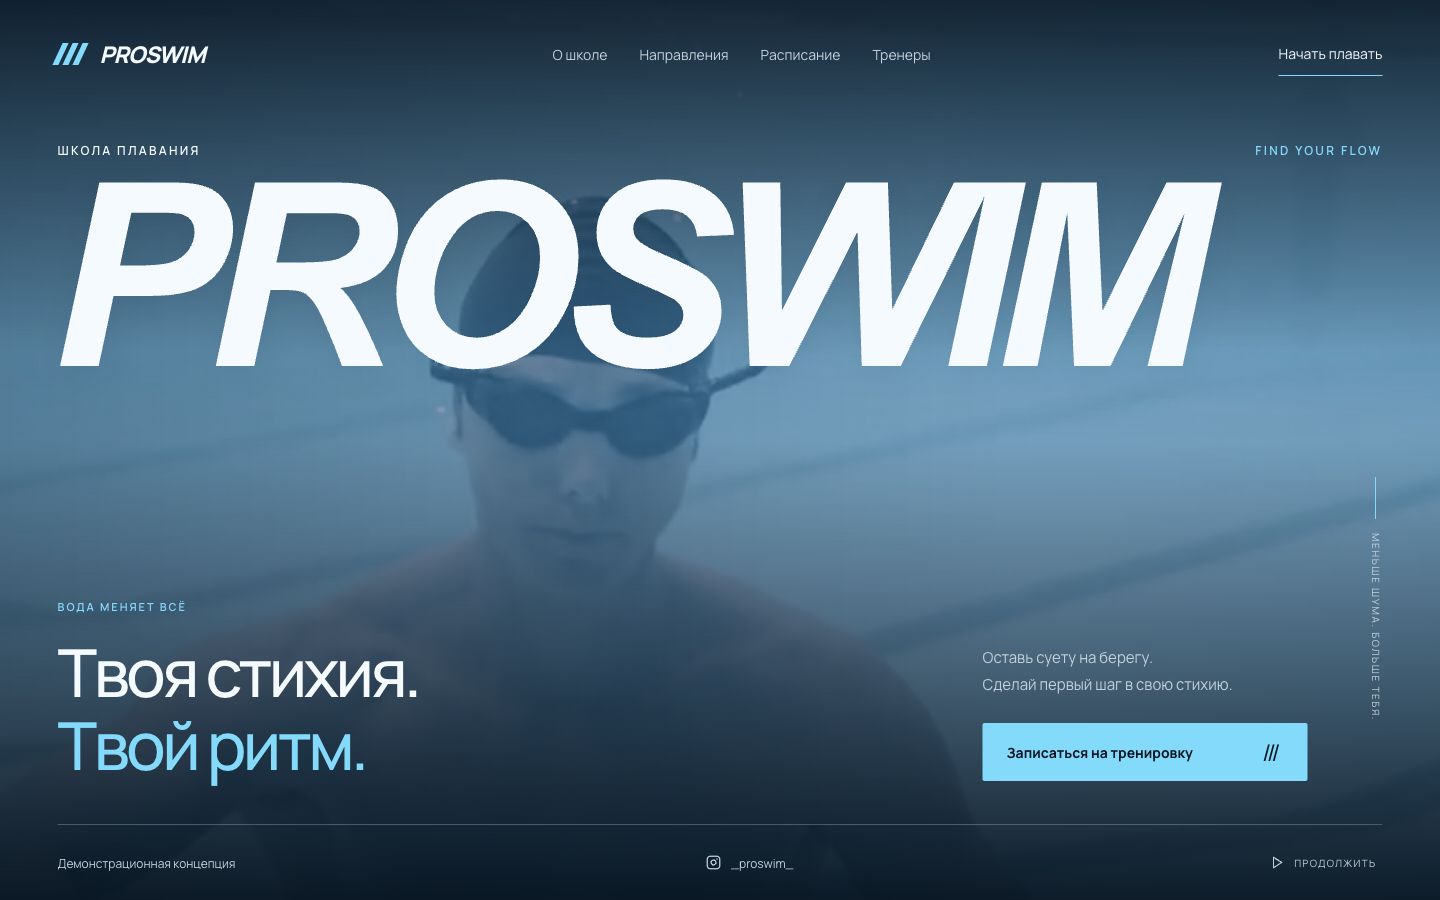 PROSWIM
О школе
Направления
Расписание
Тренеры
Начать плавать
ШКОЛА ПЛАВАНИЯ
FIND YOUR FLOW
PROSWIM
МЕНЬШЕ ШУМА. БОЛЬШЕ ТЕБЯ.
ВОДА МЕНЯЕТ ВСЁ
Твоя стихия.
Твой ритм.
Оставь суету на берегу.
Сделай первый шаг в свою стихию.
Записаться на тренировку
Демонстрационная концепция
_proswim_
ПРОДОЛЖИТЬ